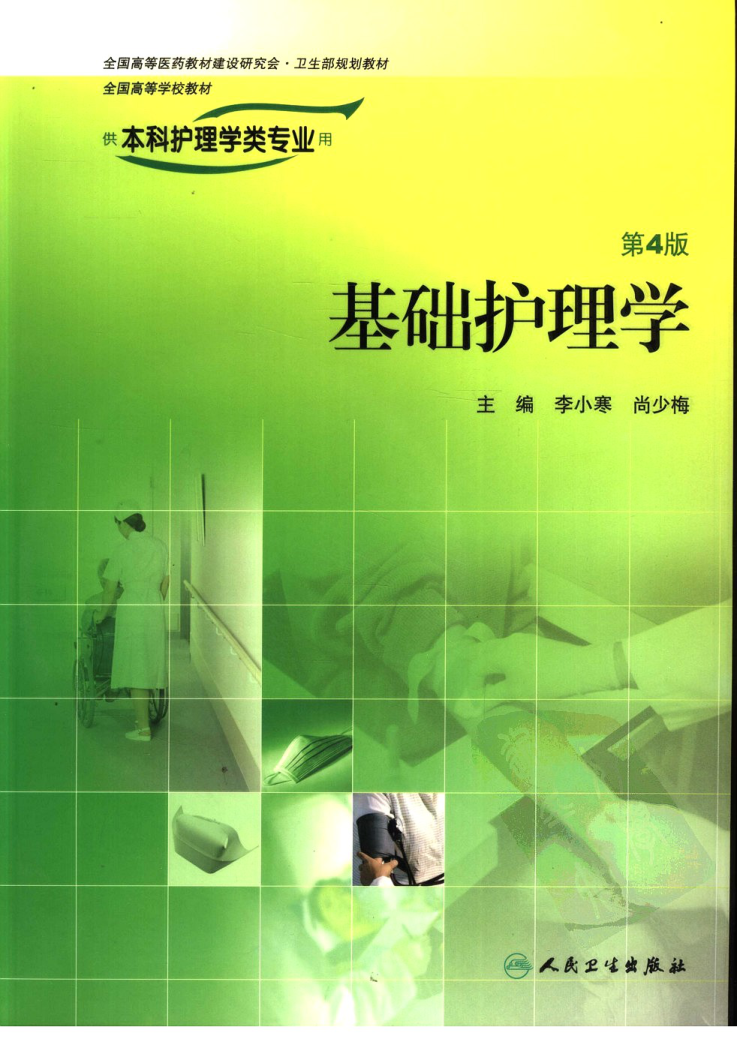 全国高等医药教材建设研究会·卫生部规划教材
全国高等学校教材
供 本科护理学类专业 用
第4版
基础护理学
主 编 李小寒 尚少梅
人民卫生出版社